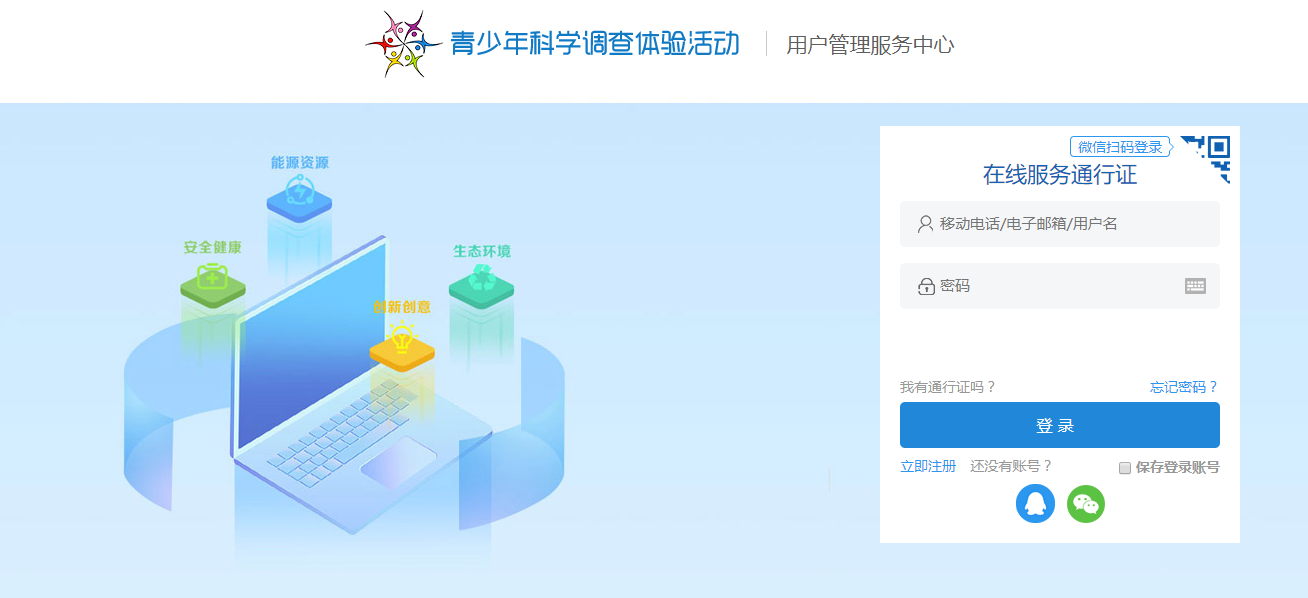 青少年科学调查体验活动
用户管理服务中心
能源资源
安全健康
生态环境
创新创意
微信扫码登录
在线服务通行证
移动电话/电子邮箱/用户名
密码
我有通行证吗？
忘记密码？
登 录
立即注册 还没有账号？
保存登录账号